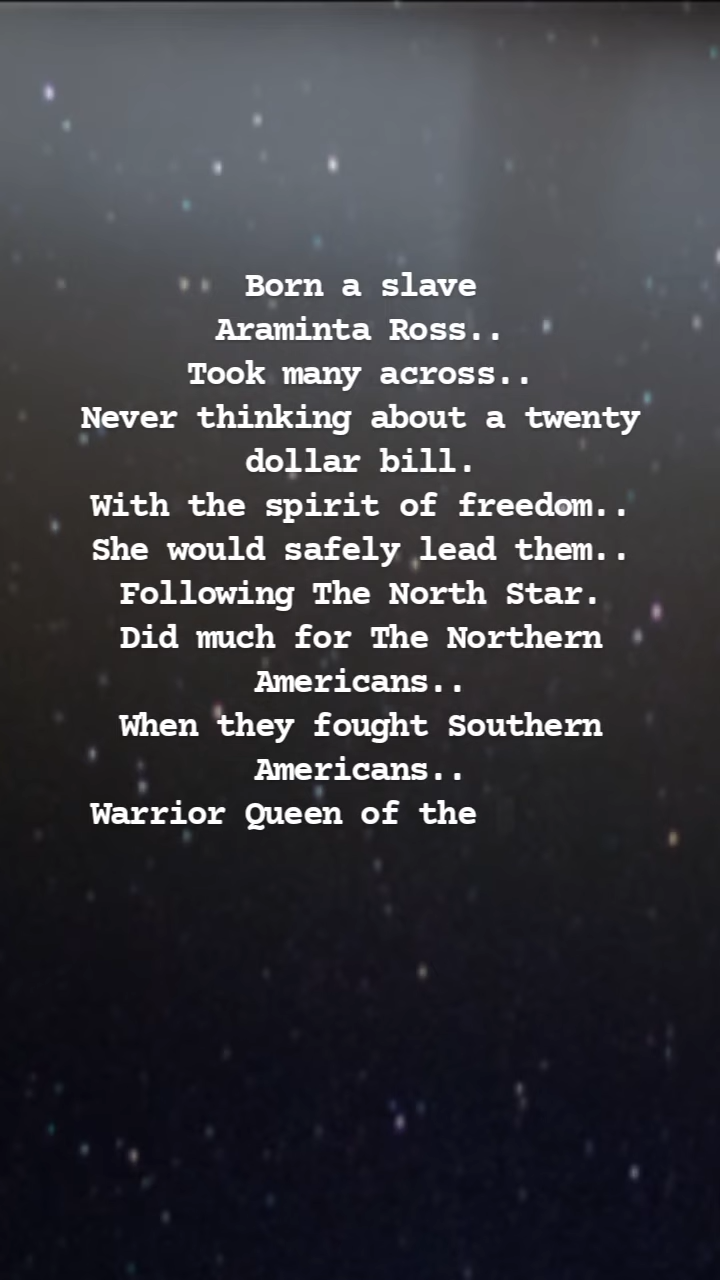 Born a slave
Araminta Ross..
Took many across..
Never thinking about a twenty
dollar bill.
With the spirit of freedom..
She would safely lead them..
Following The North Star.
Did much for The Northern
Americans..
When they fought Southern
Americans..
Warrior Queen of the